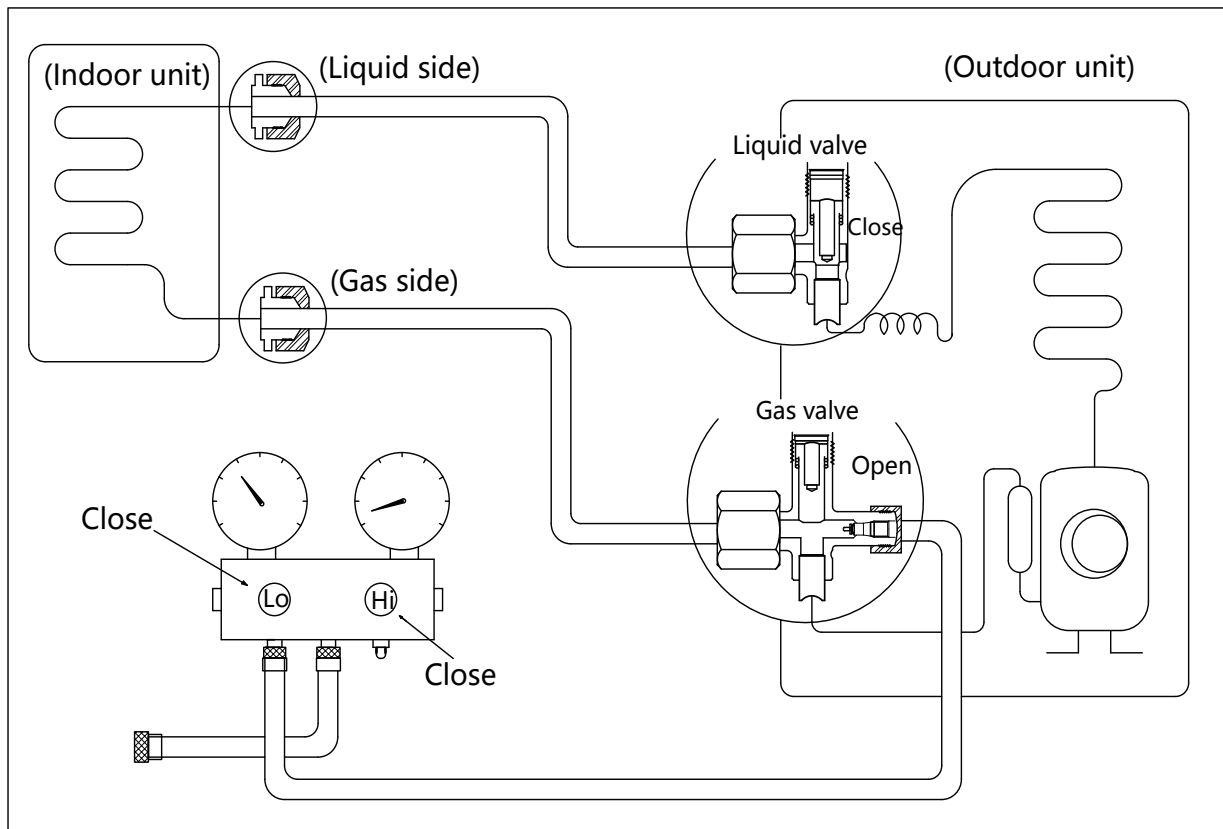 (Indoor unit)
(Liquid side)
(Outdoor unit)
Liquid valve
Close
(Gas side)
Gas valve
Open
Close
Lo
Hi
Close